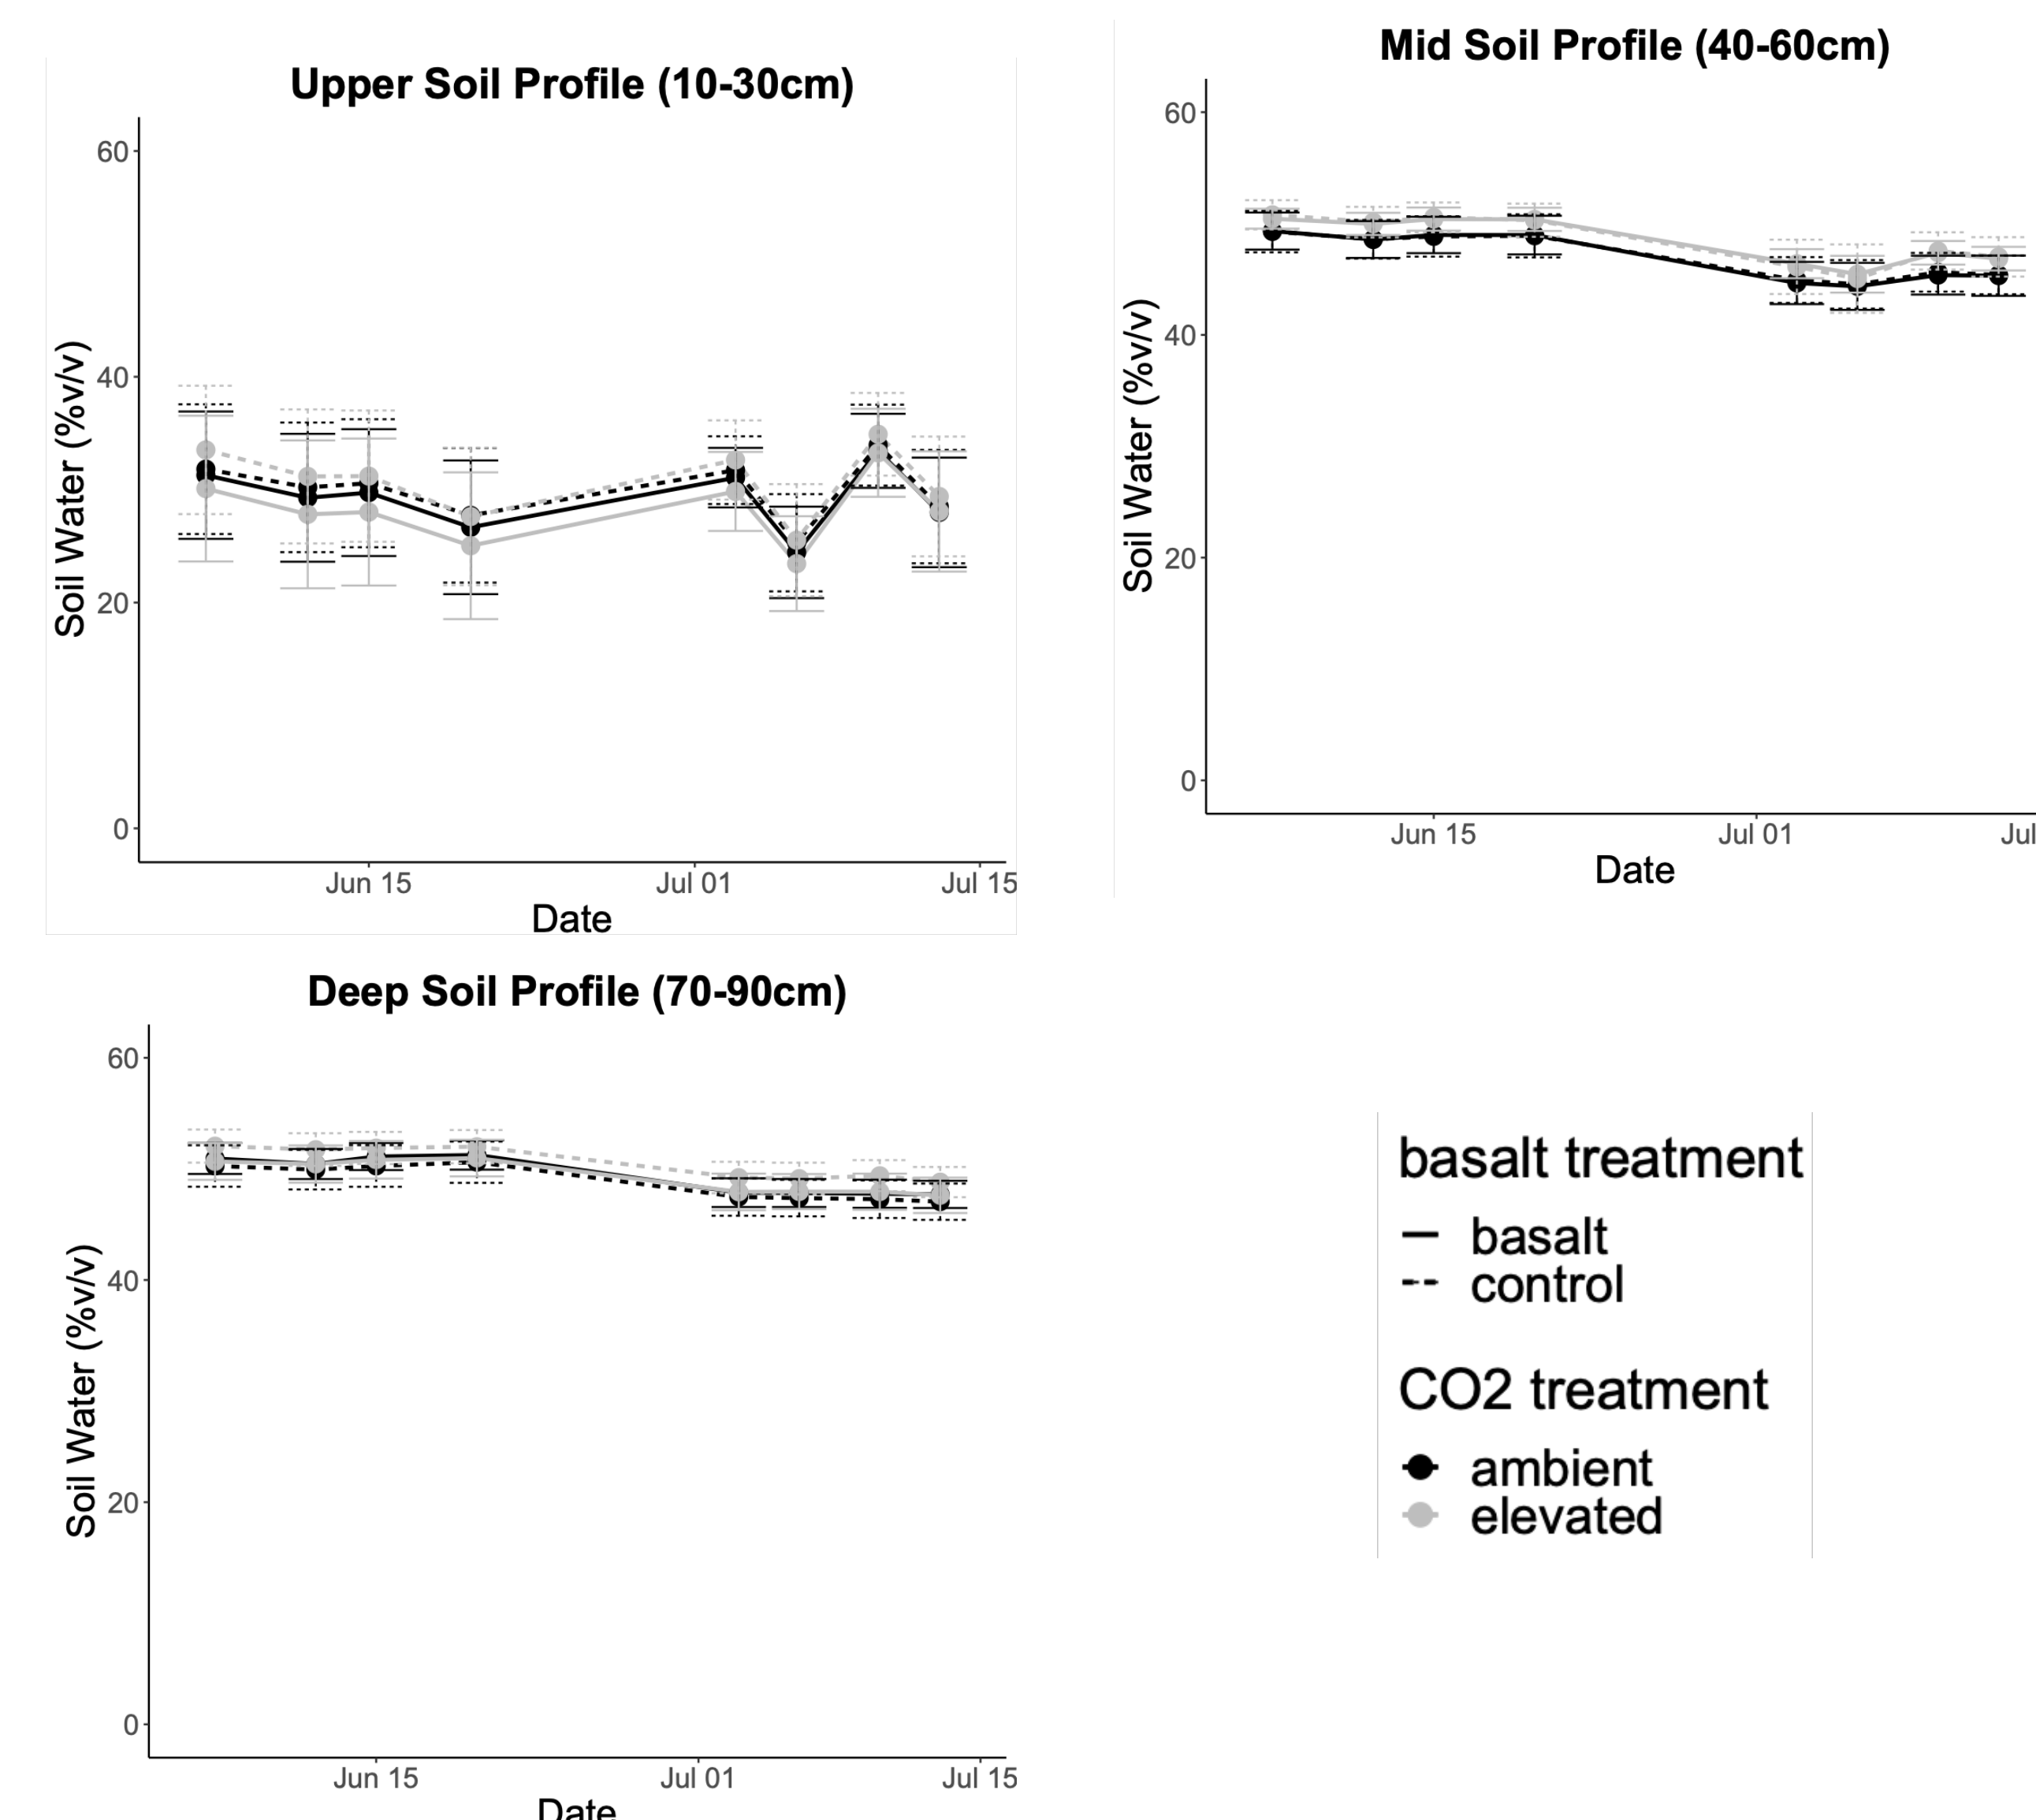 Upper Soil Profile (10-30cm)
60
40
20
0
Soil Water (%v/v)
Jun 15
Jul 01
Jul 15
Date
Mid Soil Profile (40-60cm)
60
40
20
0
Soil Water (%v/v)
Jun 15
Jul 01
Jul
Date
Deep Soil Profile (70-90cm)
60
40
20
0
Soil Water (%v/v)
Jun 15
Jul 01
Jul 15
Date
basalt treatment
basalt
control
CO2 treatment
ambient
elevated